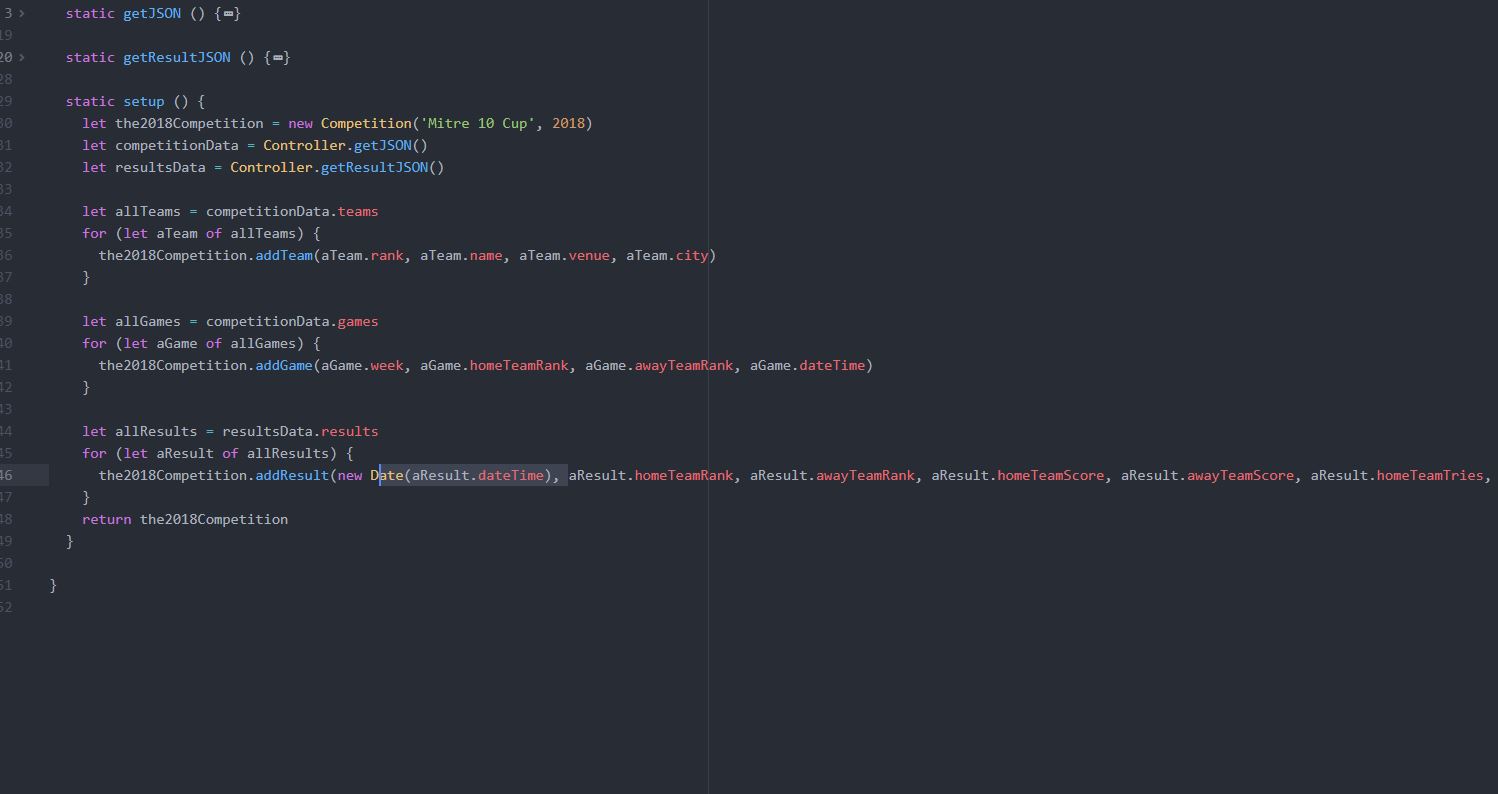 3 > static getJSON () {…}
19
20 > static getResultJSON () {…}
28
29 static setup () {
30 let the2018Competition = new Competition('Mitre 10 Cup', 2018)
31 let competitionData = Controller.getJSON()
32 let resultsData = Controller.getResultJSON()
33
34 let allTeams = competitionData.teams
35 for (let aTeam of allTeams) {
36 the2018Competition.addTeam(aTeam.rank, aTeam.name, aTeam.venue, aTeam.city)
37 }
38
39 let allGames = competitionData.games
40 for (let aGame of allGames) {
41 the2018Competition.addGame(aGame.week, aGame.homeTeamRank, aGame.awayTeamRank, aGame.dateTime)
42 }
43
44 let allResults = resultsData.results
45 for (let aResult of allResults) {
46 the2018Competition.addResult(new Date(aResult.dateTime), aResult.homeTeamRank, aResult.awayTeamRank, aResult.homeTeamScore, aResult.awayTeamScore, aResult.homeTeamTries,
47 }
48 return the2018Competition
49 }
50
51 }
52